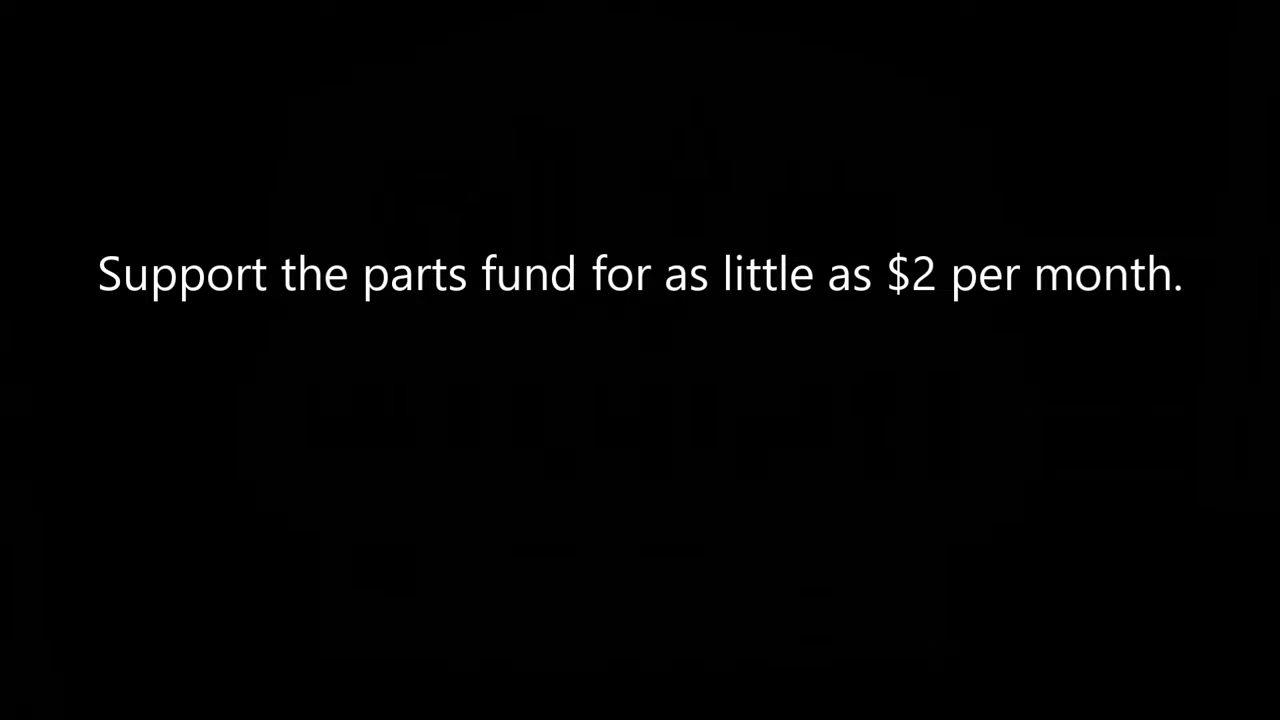 Support the parts fund for as little as $2 per month.